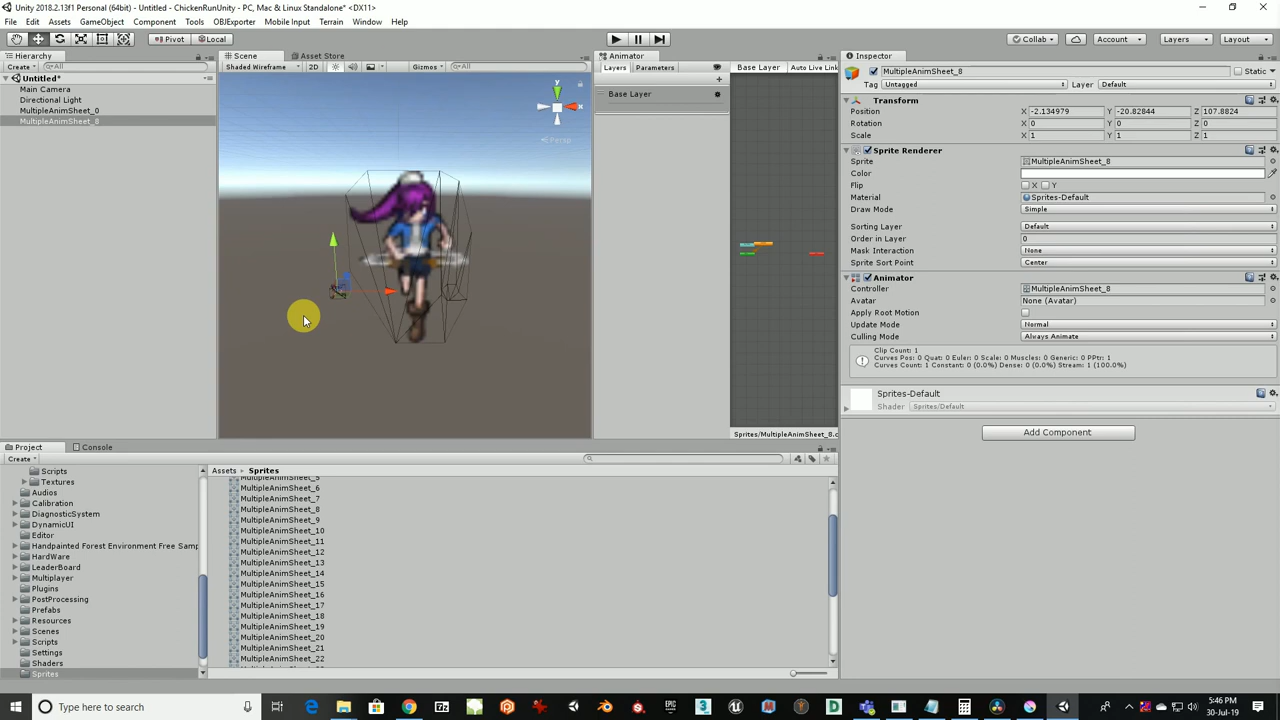 Unity 2018.2.13f1 Personal (64bit) - Untitled - ChickenRunUnity - PC, Mac & Linux Standalone* <DX11>
File Edit Assets GameObject Component Tools OBJExporter Mobile Input Terrain Window Help
Pivot Local Collab Account Layers Layout
Hierarchy
Create All
Untitled*
Main Camera
Directional Light
MultipleAnimSheet_0
MultipleAnimSheet_8
Scene Asset Store
Shaded Wireframe 2D Gizmos All
y
x
Persp
Animator
Layers Parameters Base Layer Auto Live Link
Base Layer
Sprites/MultipleAnimSheet_8.c
Inspector
MultipleAnimSheet_8 Static
Tag Untagged Layer Default
Transform
Position X -2.134979 Y -20.82844 Z 107.8824
Rotation X 0 Y 0 Z 0
Scale X 1 Y 1 Z 1
Sprite Renderer
Sprite MultipleAnimSheet_8
Color
Flip X Y
Material Sprites-Default
Draw Mode Simple
Sorting Layer Default
Order in Layer 0
Mask Interaction None
Sprite Sort Point Center
Animator
Controller MultipleAnimSheet_8
Avatar None (Avatar)
Apply Root Motion
Update Mode Normal
Culling Mode Always Animate
Clip Count: 1
Curves Pos: 0 Quat: 0 Euler: 0 Scale: 0 Muscles: 0 Generic: 0 PPtr: 1
Curves Count: 1 Constant: 0 (0.0%) Dense: 0 (0.0%) Stream: 1 (100.0%)
Sprites-Default
Shader Sprites/Default
Add Component
Project Console
Create
Scripts
Textures
Audios
Calibration
DiagnosticSystem
DynamicUI
Editor
Handpainted Forest Environment Free Samp
HardWare
LeaderBoard
Multiplayer
Plugins
PostProcessing
Prefabs
Resources
Scenes
Scripts
Settings
Shaders
Sprites
Assets Sprites
MultipleAnimSheet_5
MultipleAnimSheet_6
MultipleAnimSheet_7
MultipleAnimSheet_8
MultipleAnimSheet_9
MultipleAnimSheet_10
MultipleAnimSheet_11
MultipleAnimSheet_12
MultipleAnimSheet_13
MultipleAnimSheet_14
MultipleAnimSheet_15
MultipleAnimSheet_16
MultipleAnimSheet_17
MultipleAnimSheet_18
MultipleAnimSheet_19
MultipleAnimSheet_20
MultipleAnimSheet_21
MultipleAnimSheet_22
Type here to search
5:46 PM
30-Jul-19